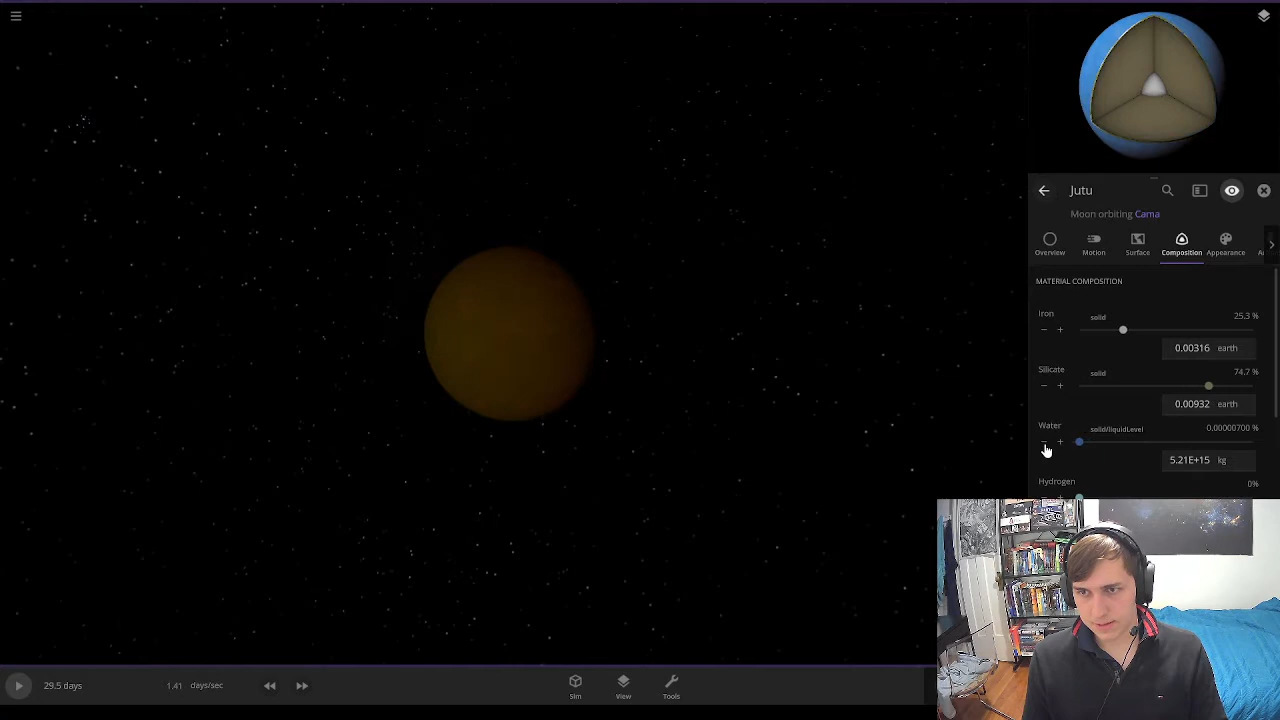 Jutu
Moon orbiting Cama
Overview Motion Surface Composition Appearance
MATERIAL COMPOSITION
Iron solid 25.3 %
0.00316 earth
Silicate solid 74.7 %
0.00932 earth
Water solid/liquidLevel 0.00000700 %
5.21E+15 kg
Hydrogen 0%
29.5 days 1.41 days/sec
Sim View Tools